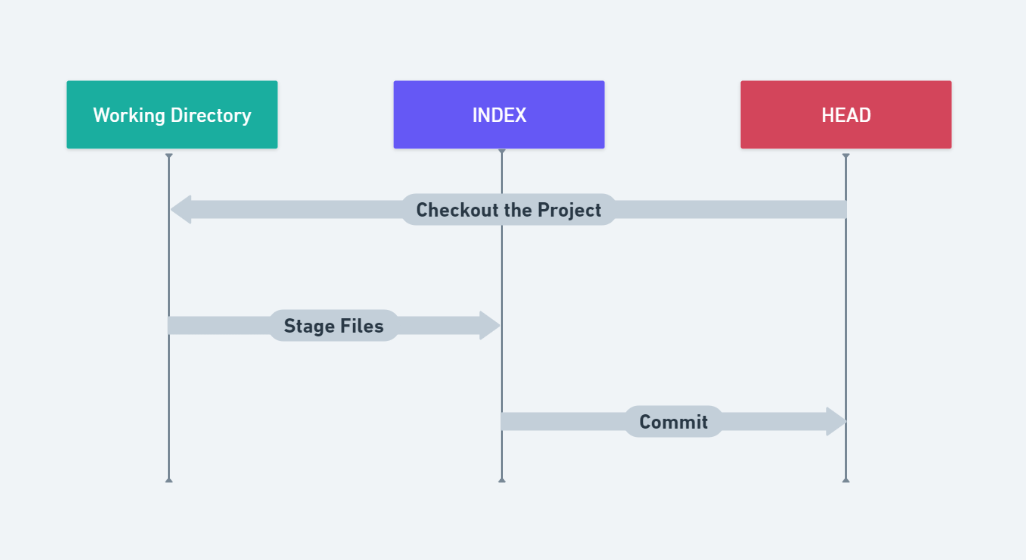 Working Directory
INDEX
HEAD
Checkout the Project
Stage Files
Commit